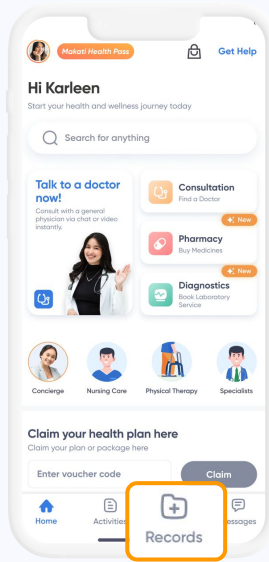 Makati Health Pass
Get Help
Hi Karleen
Start your health and wellness journey today
Search for anything
Talk to a doctor
now!
Consult with a general
physicion via chat or video
instantly.
Consultation
Find a Doctor
New
Pharmacy
Buy Medicines
New
Diagnostics
Book Laboratory
Service
Concierge
Nursing Care
Physical Therapy
Specialists
Claim your health plan here
Claim your plan or package here
Enter voucher code
Claim
Home
Activities
Records
essages